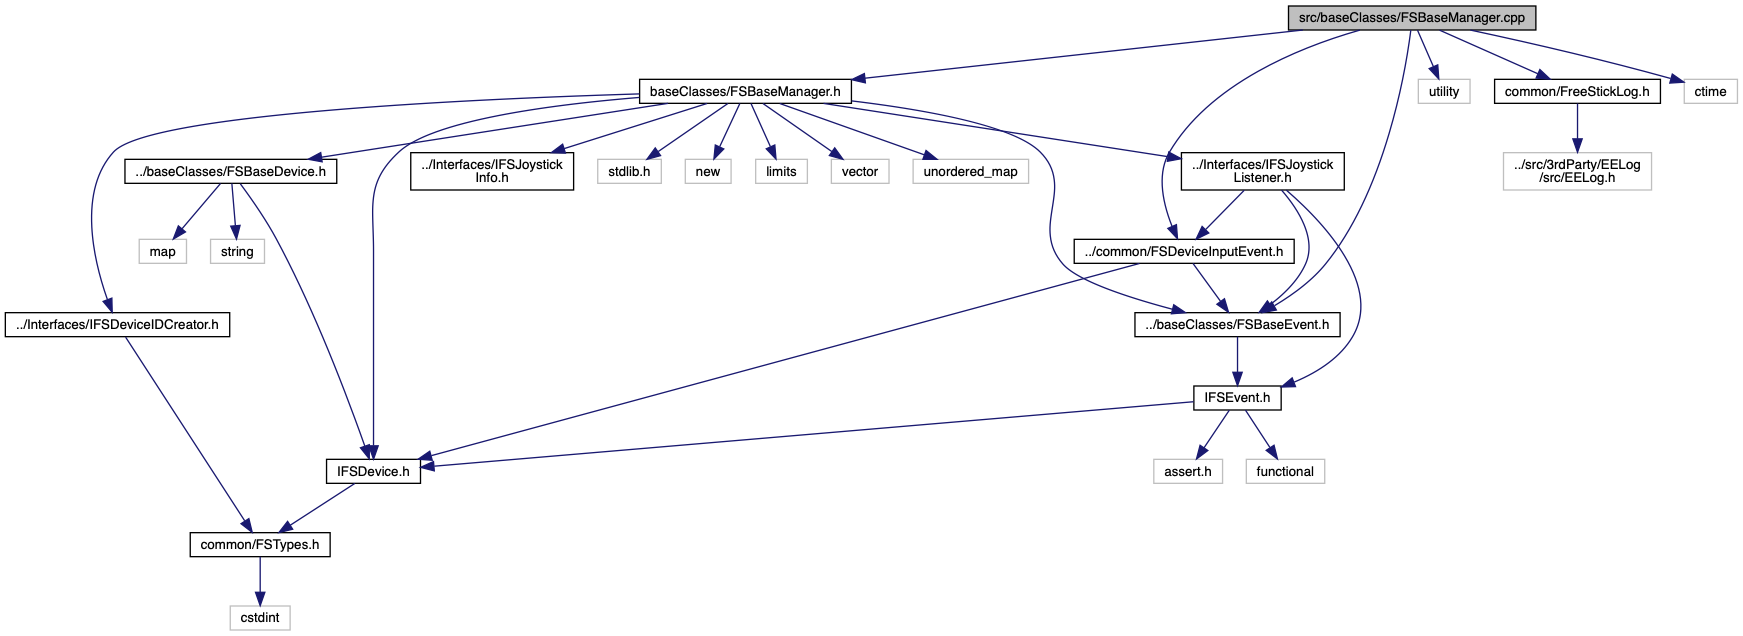 src/baseClasses/FSBaseManager.cpp
baseClasses/FSBaseManager.h
utility
common/FreeStickLog.h
ctime
../baseClasses/FSBaseDevice.h
../Interfaces/IFSJoystick
Info.h
stdlib.h
new
limits
vector
unordered_map
../Interfaces/IFSJoystick
Listener.h
../src/3rdParty/EELog
/src/EELog.h
map
string
../common/FSDeviceInputEvent.h
../Interfaces/IFSDeviceIDCreator.h
../baseClasses/FSBaseEvent.h
IFSEvent.h
IFSDevice.h
assert.h
functional
common/FSTypes.h
cstdint